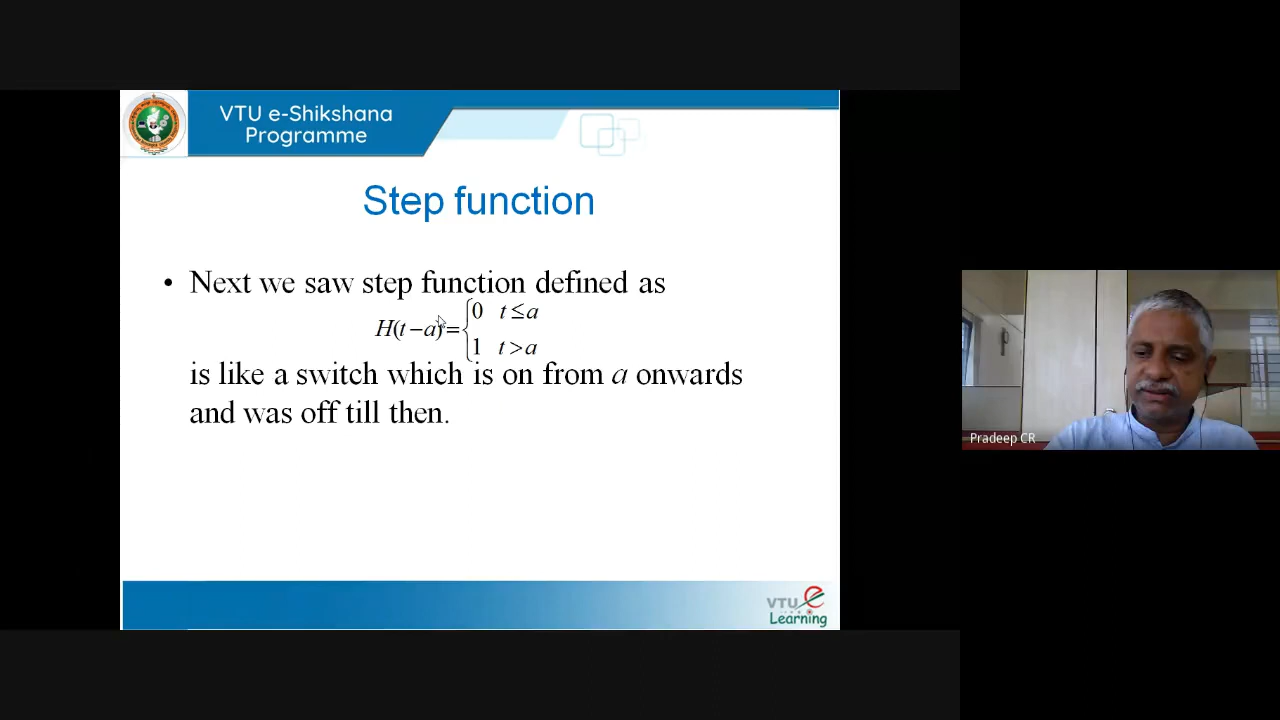 VTU e-Shikshana
Programme
Step function
• Next we saw step function defined as
H(t−a)= {0 t≤a
1 t>a
is like a switch which is on from a onwards
and was off till then.
Pradeep CR
VTU e
Learning